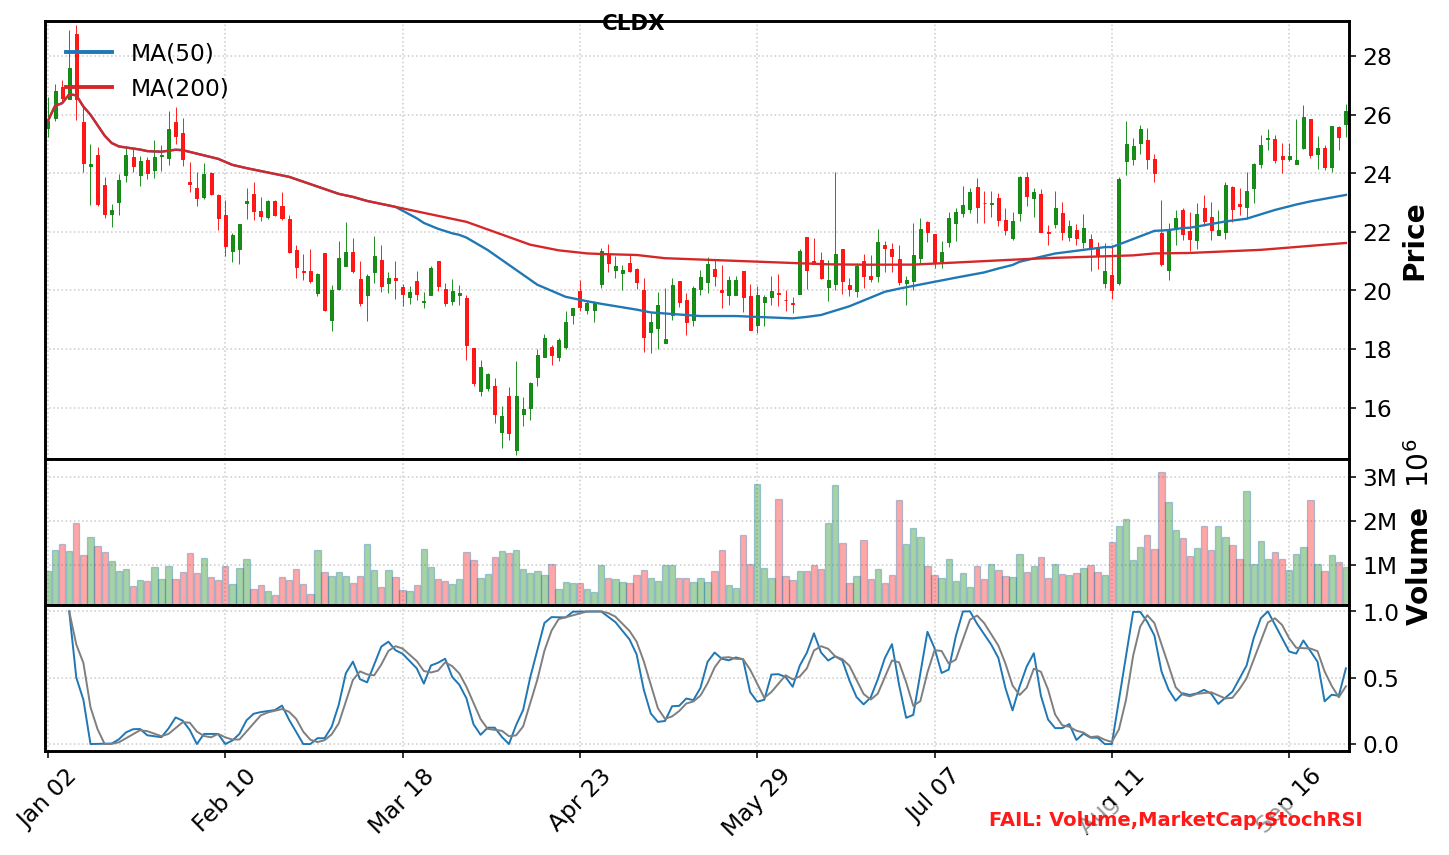 CLDX
MA(50)
MA(200)
28
26
24
22
20
18
16
Price
3M
2M
1M
Volume 10^6
1.0
0.5
0.0
Jan 02
Feb 10
Mar 18
Apr 23
May 29
Jul 07
Aug 11
Sep 16
FAIL: Volume,MarketCap,StochRSI